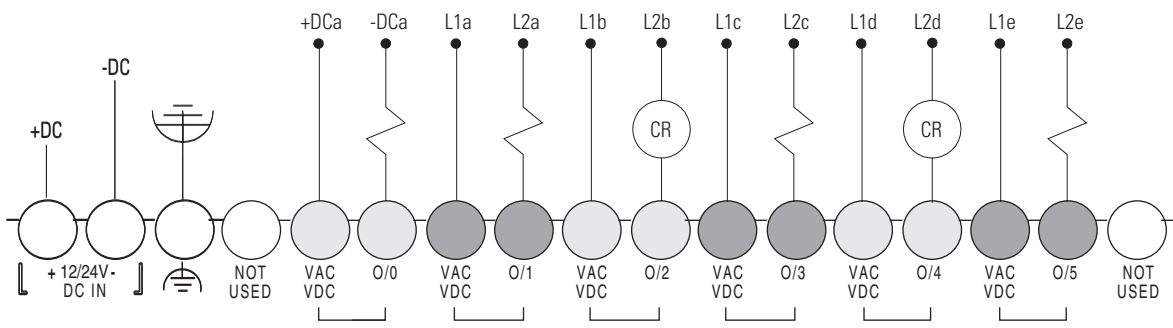 +DCa -DCa L1a L2a L1b L2b L1c L2c L1d L2d L1e L2e
-DC
+DC
CR CR
+ 12/24V -
DC IN
NOT
USED
VAC
VDC
O/0
VAC
VDC
O/1
VAC
VDC
O/2
VAC
VDC
O/3
VAC
VDC
O/4
VAC
VDC
O/5
NOT
USED